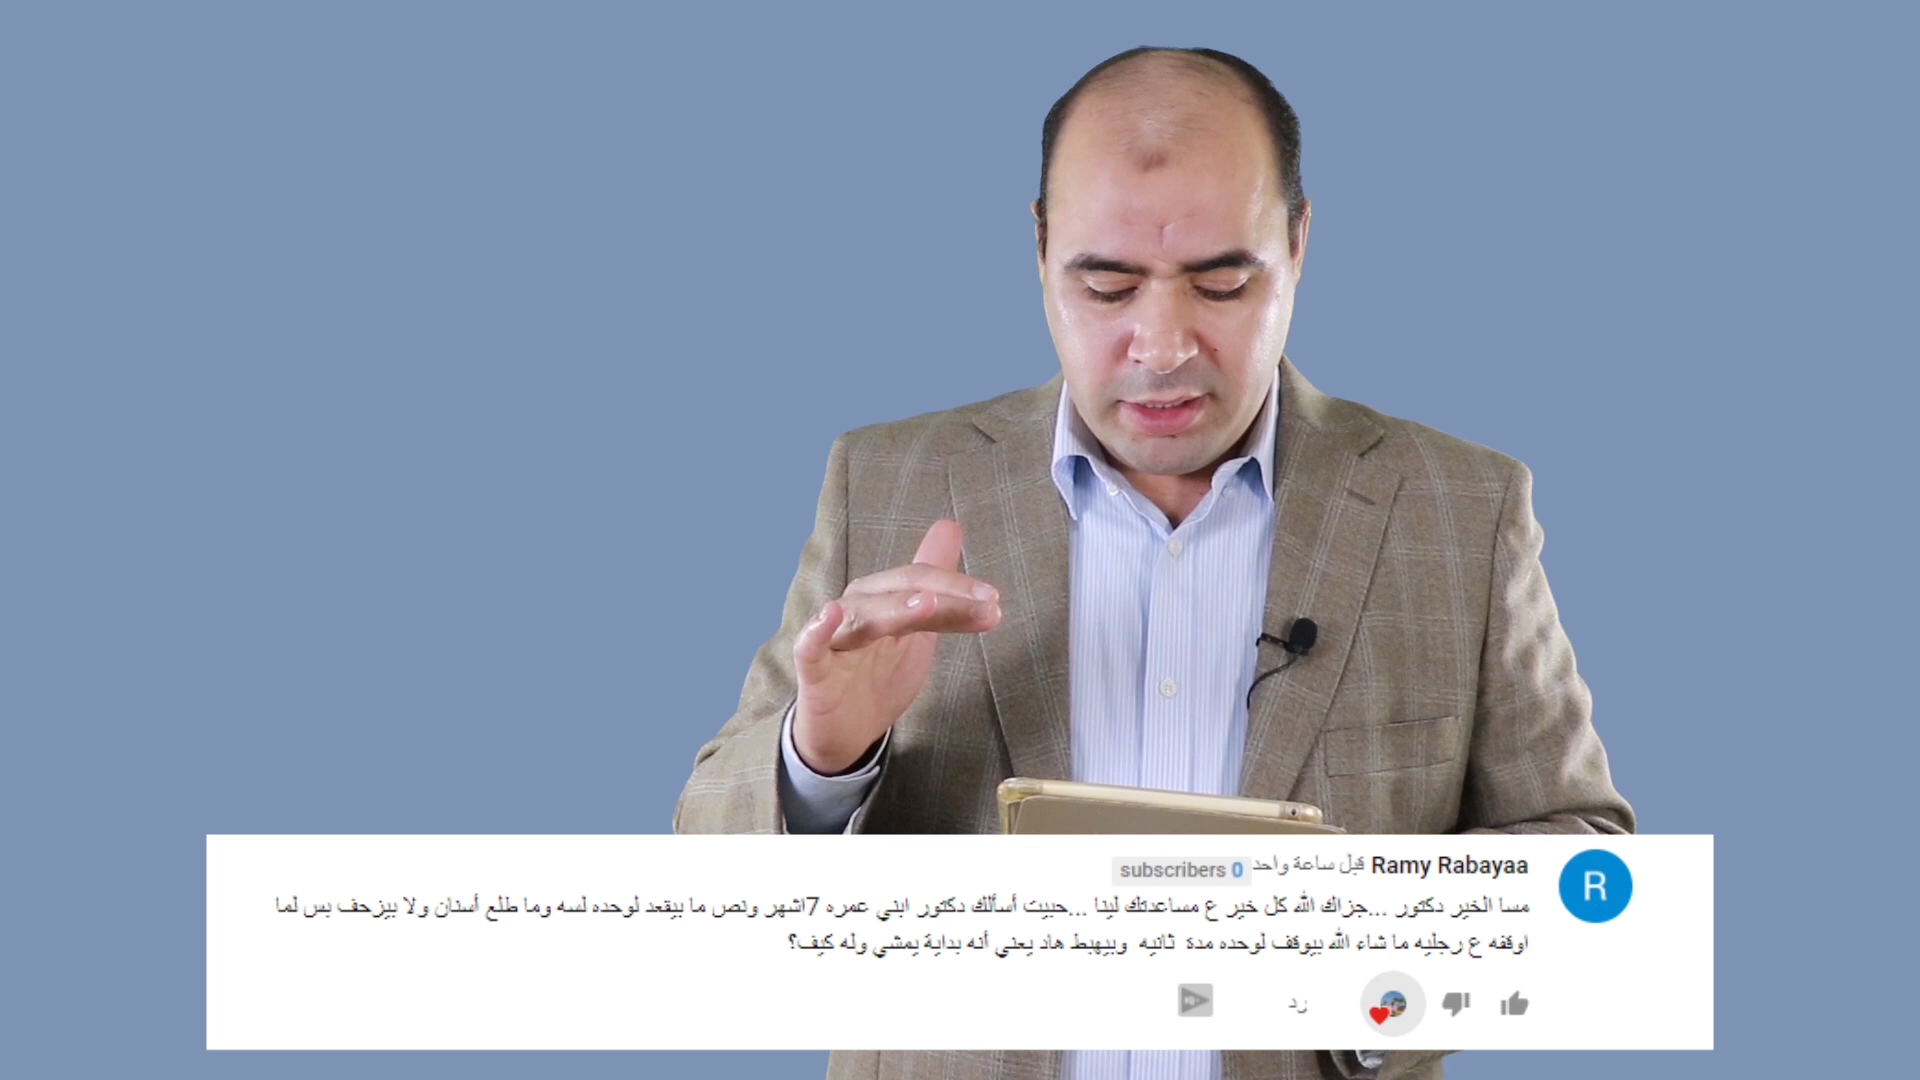 Ramy Rabayaa قبل ساعة واحد subscribers 0
R
مسا الخير دكتور ...جزاك الله كل خير ع مساعدتك لينا ...حبيت أسألك دكتور ابني عمره 7اشهر ونص ما بيقعد لوحده لسه وما طلع أسنان ولا بيزحف بس لما
اوقفه ع رجليه ما شاء الله بيوقف لوحده مدة ثانيه وبيهبط هاد يعني أنه بداية يمشي وله كيف؟
رد